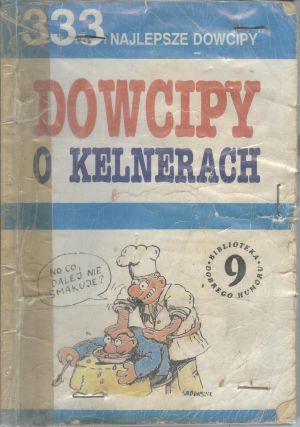 333 NAJLEPSZE DOWCIPY
DOWCIPY
O KELNERACH
NO CO,
DALEJ NIE
SMAKUJE?
BIBLIOTEKA
DOBREGO HUMORU
9